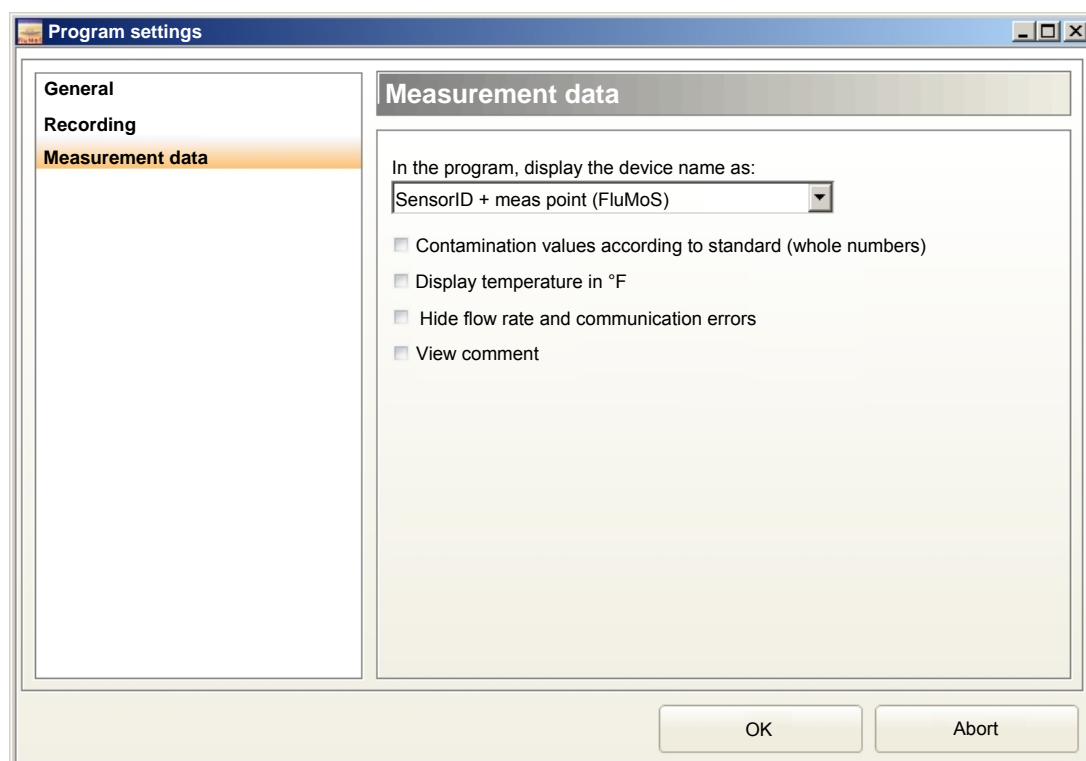 Program settings
General
Recording
Measurement data
Measurement data
In the program, display the device name as:
SensorID + meas point (FluMoS)
Contamination values according to standard (whole numbers)
Display temperature in °F
Hide flow rate and communication errors
View comment
OK
Abort